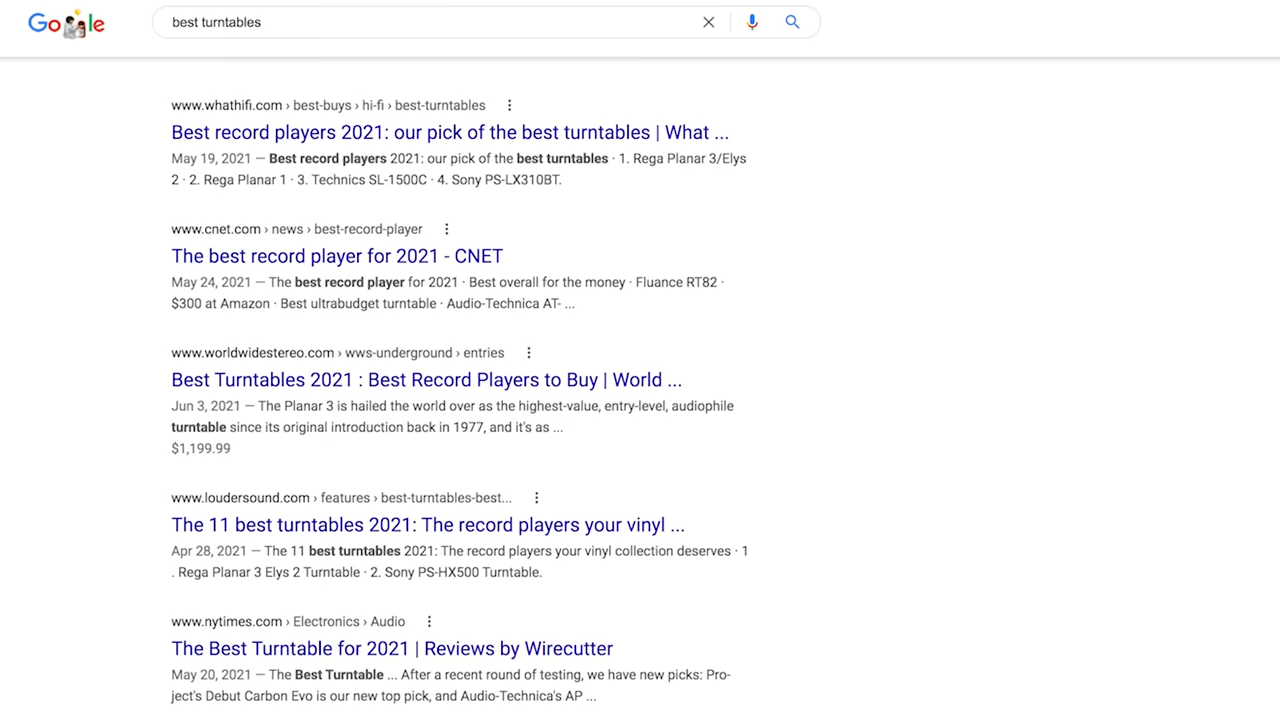 Google
best turntables
www.whathifi.com › best-buys › hi-fi › best-turntables
Best record players 2021: our pick of the best turntables | What ...
May 19, 2021 — Best record players 2021: our pick of the best turntables · 1. Rega Planar 3/Elys
2 · 2. Rega Planar 1 · 3. Technics SL-1500C · 4. Sony PS-LX310BT.
www.cnet.com › news › best-record-player
The best record player for 2021 - CNET
May 24, 2021 — The best record player for 2021 · Best overall for the money · Fluance RT82 ·
$300 at Amazon · Best ultrabudget turntable · Audio-Technica AT- ...
www.worldwidestereo.com › wws-underground › entries
Best Turntables 2021 : Best Record Players to Buy | World ...
Jun 3, 2021 — The Planar 3 is hailed the world over as the highest-value, entry-level, audiophile
turntable since its original introduction back in 1977, and it's as ...
$1,199.99
www.loudersound.com › features › best-turntables-best...
The 11 best turntables 2021: The record players your vinyl ...
Apr 28, 2021 — The 11 best turntables 2021: The record players your vinyl collection deserves · 1
. Rega Planar 3 Elys 2 Turntable · 2. Sony PS-HX500 Turntable.
www.nytimes.com › Electronics › Audio
The Best Turntable for 2021 | Reviews by Wirecutter
May 20, 2021 — The Best Turntable ... After a recent round of testing, we have new picks: Pro-
ject's Debut Carbon Evo is our new top pick, and Audio-Technica's AP ...